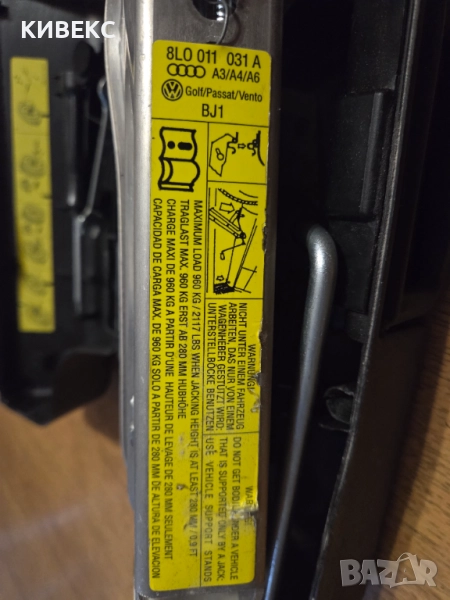 КИВЕКС
8L0 011 031 A
A3/A4/A6
Golf/Passat/Vento
BJ1
MAXIMUM LOAD 960 KG / 2117 LBS WHEN JACKING HEIGHT IS AT LEAST 280 MM / 0,9 FT
TRAGLAST MAX. 960 KG ERST AB 280 MM HUBHÖHE
CHARGE MAXI DE 960 KG A PARTIR D'UNE HAUTEUR DE LEVAGE DE 280 MM SEULEMENT
CAPACIDAD DE CARGA MAX. DE 960 KG SOLO A PARTIR DE 280 MM DE ALTURA DE ELEVACION
WARNUNG!
NICHT UNTER EINEM FAHRZEUG
ARBEITEN, DAS NUR VON EINEM
WAGENHEBER GESTÜTZT WIRD:
UNTERSTELLBÖCKE BENUTZEN
DO NOT GET UNDER A VEHICLE
THAT IS SUPPORTED ONLY BY A JACK:
USE VEHICLE SUPPORT STANDS
BAZAR.bg